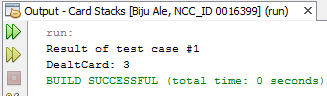 Output - Card Stacks [Biju Ale, NCC_ID 0016399] (run)
run:
Result of test case #1
DealtCard: 3
BUILD SUCCESSFUL (total time: 0 seconds)